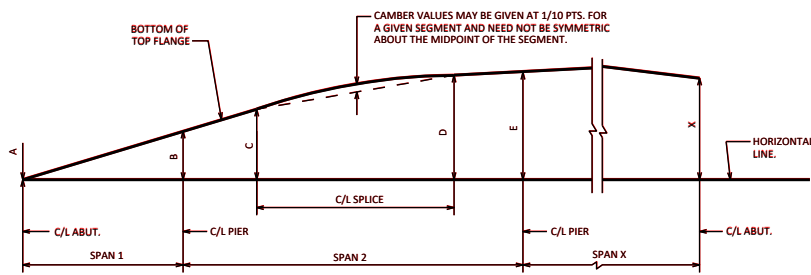 CAMBER VALUES MAY BE GIVEN AT 1/10 PTS. FOR
A GIVEN SEGMENT AND NEED NOT BE SYMMETRIC
ABOUT THE MIDPOINT OF THE SEGMENT.
BOTTOM OF
TOP FLANGE
A
B
C
D
E
X
HORIZONTAL
LINE.
C/L SPLICE
C/L ABUT.
C/L PIER
C/L PIER
C/L ABUT.
SPAN 1
SPAN 2
SPAN X